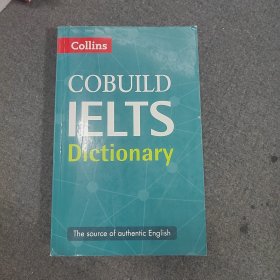 Collins
COBUILD
IELTS
Dictionary
The source of authentic English